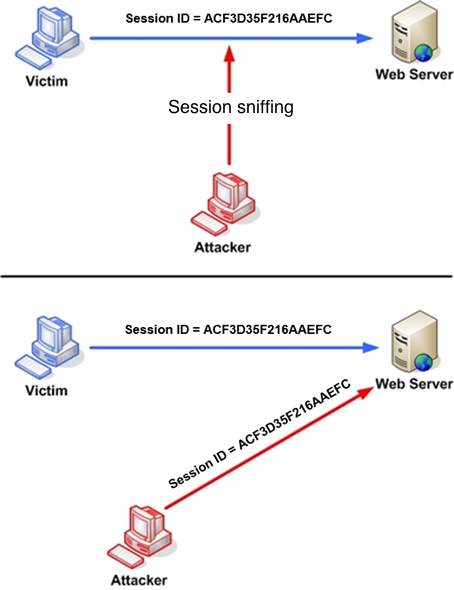 Session ID = ACF3D35F216AAEFC
Victim
Web Server
Session sniffing
Attacker
Session ID = ACF3D35F216AAEFC
Victim
Web Server
Session ID = ACF3D35F216AAEFC
Attacker